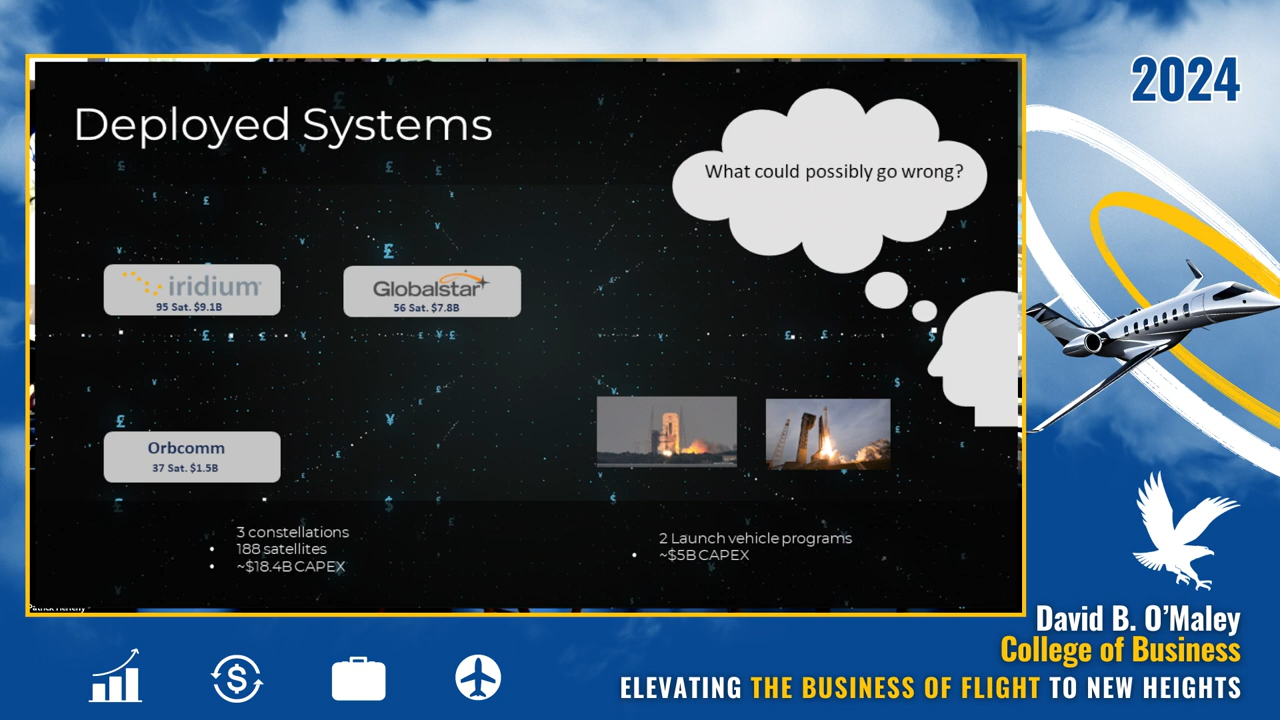 2024
Deployed Systems
What could possibly go wrong?
iridium
95 Sat. $9.1B
Globalstar
56 Sat. $7.8B
Orbcomm
37 Sat. $1.5B
3 constellations
• 188 satellites
• ~$18.4B CAPEX
2 Launch vehicle programs
• ~$5B CAPEX
David B. O’Maley
College of Business
ELEVATING THE BUSINESS OF FLIGHT TO NEW HEIGHTS